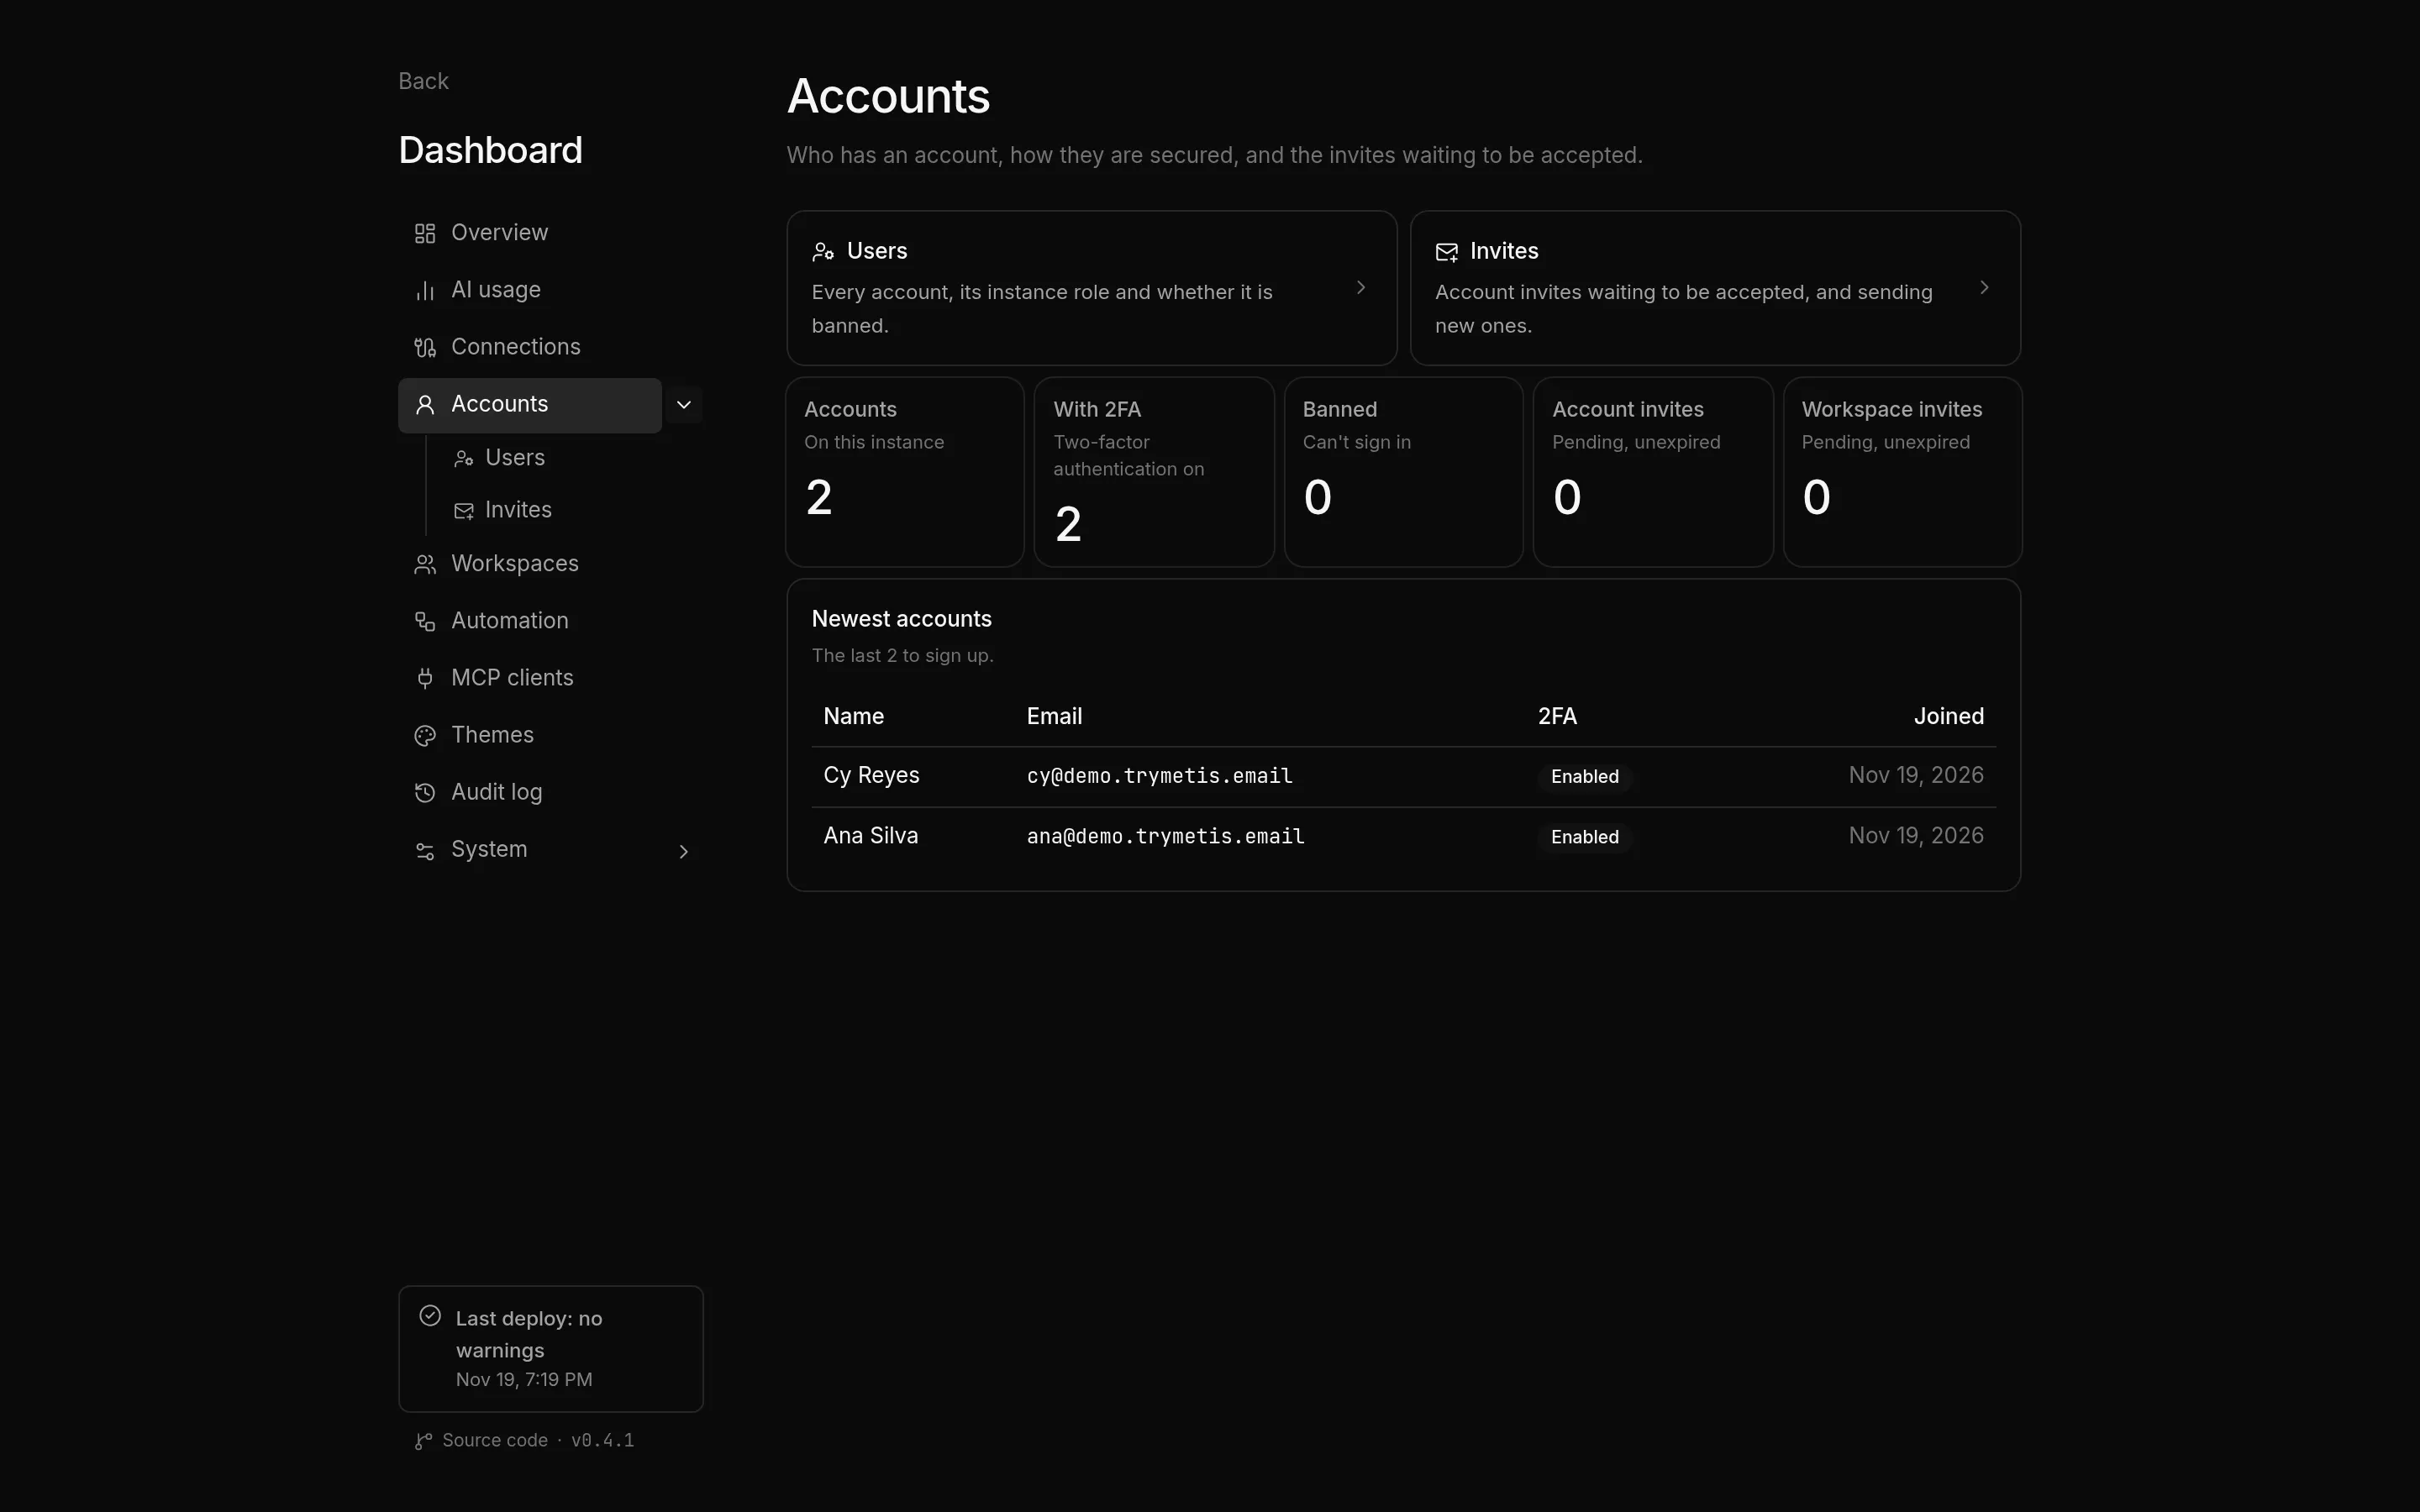 Back
Dashboard
Overview
AI usage
Connections
Accounts
Users
Invites
Workspaces
Automation
MCP clients
Themes
Audit log
System
Last deploy: no
warnings
Nov 19, 7:19 PM
Source code · v0.4.1
Accounts
Who has an account, how they are secured, and the invites waiting to be accepted.
Users
Every account, its instance role and whether it is
banned.
Invites
Account invites waiting to be accepted, and sending
new ones.
Accounts
On this instance
2
With 2FA
Two-factor
authentication on
2
Banned
Can't sign in
0
Account invites
Pending, unexpired
0
Workspace invites
Pending, unexpired
0
Newest accounts
The last 2 to sign up.
Name Email 2FA Joined
Cy Reyes cy@demo.trymetis.email Enabled Nov 19, 2026
Ana Silva ana@demo.trymetis.email Enabled Nov 19, 2026